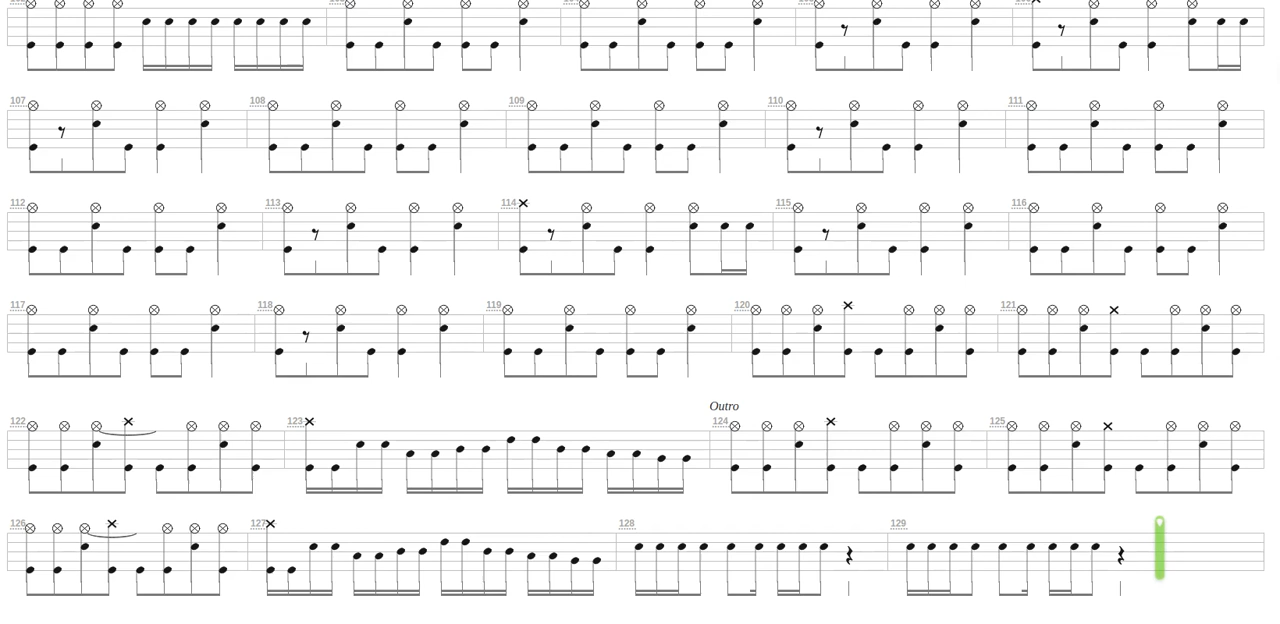 107 108 109 110 111
112 113 114 115 116
117 118 119 120 121
Outro
122 123 124 125
126 127 128 129